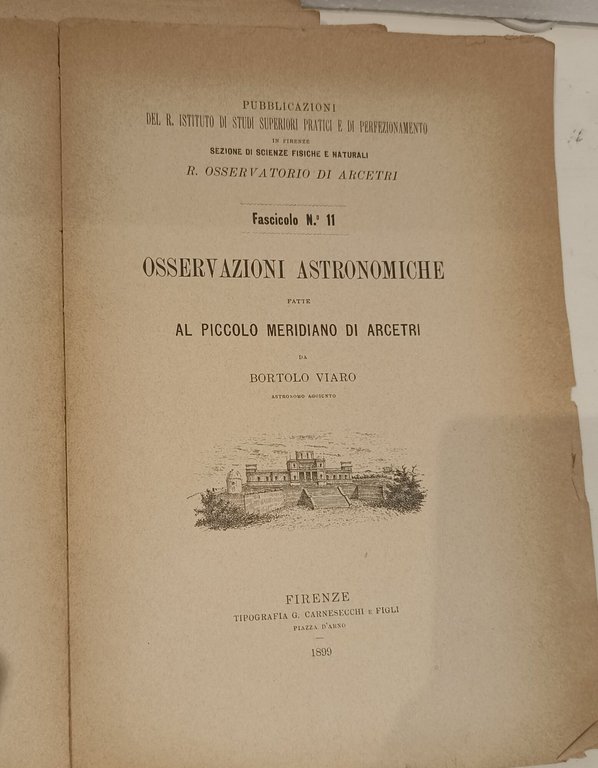 PUBBLICAZIONI
DEL R. ISTITUTO DI STUDI SUPERIORI PRATICI E DI PERFEZIONAMENTO
IN FIRENZE
SEZIONE DI SCIENZE FISICHE E NATURALI
R. OSSERVATORIO DI ARCETRI
Fascicolo N.º 11
OSSERVAZIONI ASTRONOMICHE
FATTE
AL PICCOLO MERIDIANO DI ARCETRI
DA
BORTOLO VIARO
ASTRONOMO AGGIUNTO
FIRENZE
TIPOGRAFIA G. CARNESECCHI E FIGLI
PIAZZA D'ARNO
1899